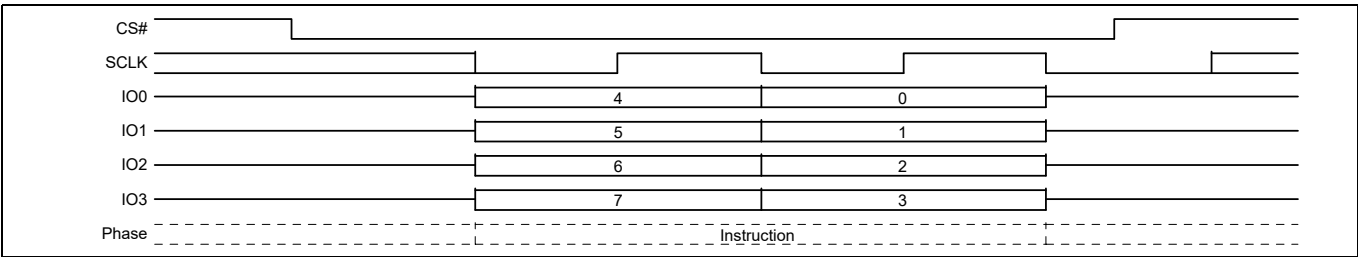 CS#
SCLK
IO0 4 0
IO1 5 1
IO2 6 2
IO3 7 3
Phase Instruction